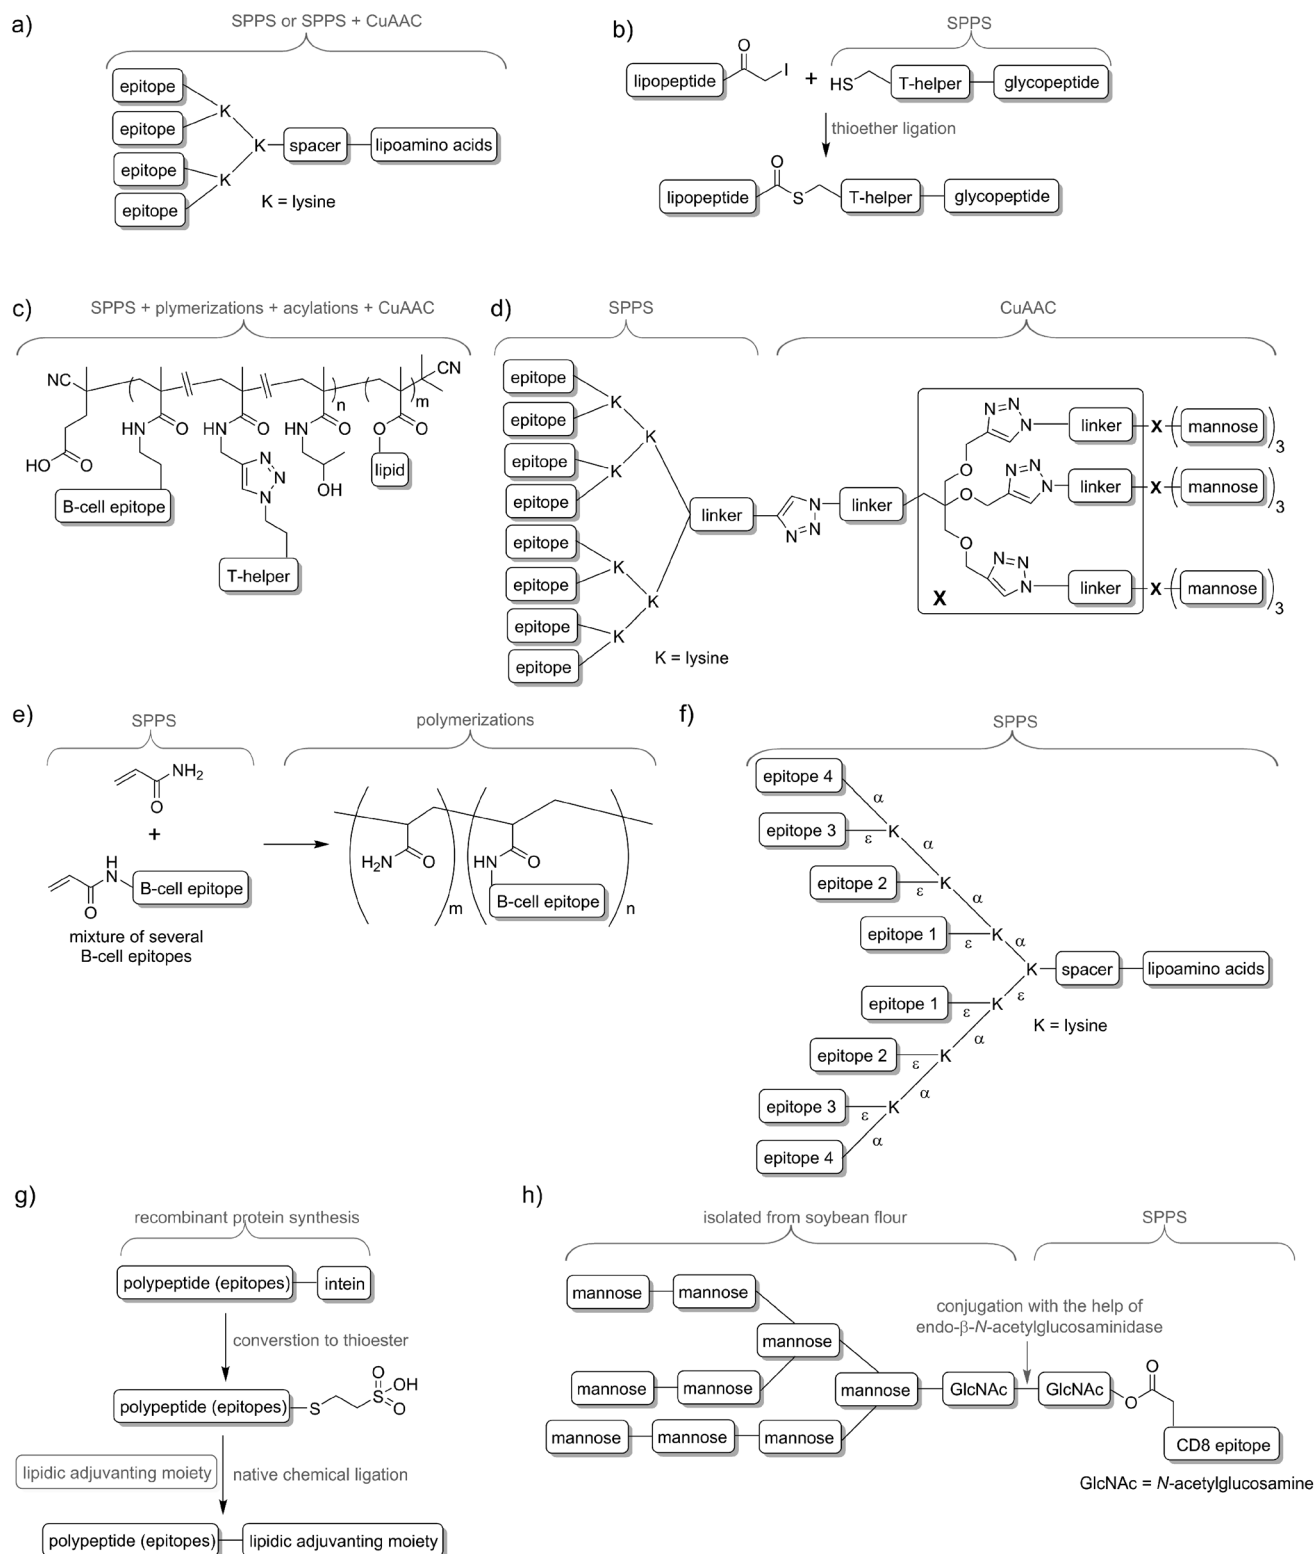 a)
SPPS or SPPS + CuAAC
epitope
epitope
epitope
epitope
K
K
K
spacer
lipoamino acids
K = lysine
b)
SPPS
lipopeptide
O
I
+
HS
T-helper
glycopeptide
thioether ligation
lipopeptide
O
S
T-helper
glycopeptide
c)
SPPS + plymerizations + acylations + CuAAC
NC
CN
n
m
HN
O
HN
O
HN
O
O
O
HO
O
N
N
N
OH
lipid
B-cell epitope
T-helper
d)
SPPS
CuAAC
epitope
epitope
epitope
epitope
epitope
epitope
epitope
epitope
K
K
K
K
K
K
K = lysine
linker
N
N=N
linker
N=N
N
O
linker
X
mannose
3
N=N
N
O
linker
X
mannose
3
O
N=N
N
linker
X
mannose
3
X
e)
SPPS
polymerizations
NH2
O
+
H
N
O
B-cell epitope
mixture of several
B-cell epitopes
H2N
O
m
HN
O
B-cell epitope
n
f)
SPPS
epitope 4
α
epitope 3
ε
K
α
epitope 2
ε
K
α
epitope 1
ε
K
α
K
spacer
lipoamino acids
ε
epitope 1
ε
K
α
K = lysine
epitope 2
ε
K
α
epitope 3
ε
K
α
epitope 4
g)
recombinant protein synthesis
polypeptide (epitopes)
intein
converstion to thioester
polypeptide (epitopes)
S
O
S
OH
O
lipidic adjuvanting moiety
native chemical ligation
polypeptide (epitopes)
lipidic adjuvanting moiety
h)
isolated from soybean flour
SPPS
mannose
mannose
mannose
conjugation with the help of
endo-β-N-acetylglucosaminidase
mannose
mannose
mannose
GlcNAc
GlcNAc
O
O
mannose
mannose
mannose
CD8 epitope
GlcNAc = N-acetylglucosamine